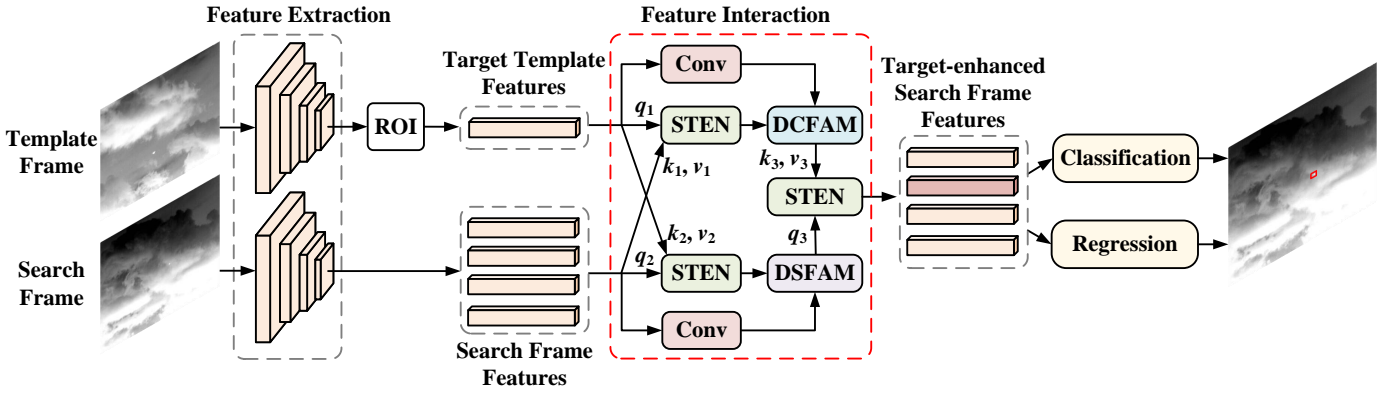 Feature Extraction
Feature Interaction
Template
Frame
Search
Frame
ROI
Target Template
Features
Search Frame
Features
Conv
q1
STEN
k1, v1
DCFAM
k3, v3
STEN
k2, v2
q3
q2
STEN
DSFAM
Conv
Target-enhanced
Search Frame
Features
Classification
Regression